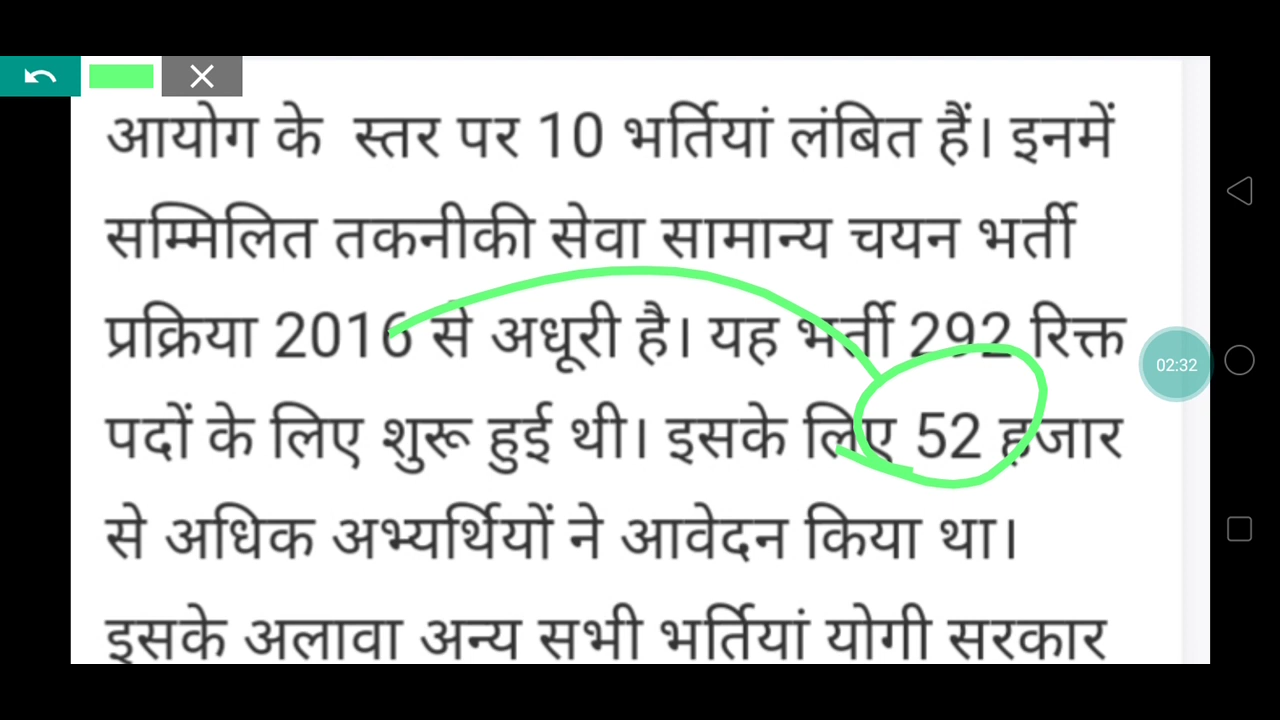 आयोग के स्तर पर 10 भर्तियां लंबित हैं। इनमें
सम्मिलित तकनीकी सेवा सामान्य चयन भर्ती
प्रक्रिया 2016 से अधूरी है। यह भर्ती 292 रिक्त
02:32
पदों के लिए शुरू हुई थी। इसके लिए 52 हजार
से अधिक अभ्यर्थियों ने आवेदन किया था।
इसके अलावा अन्य सभी भर्तियां योगी सरकार